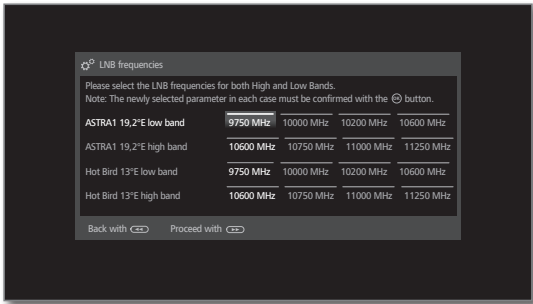 LNB frequencies
Please select the LNB frequencies for both High and Low Bands.
Note: The newly selected parameter in each case must be confirmed with the OK button.
ASTRA1 19,2°E low band 9750 MHz 10000 MHz 10200 MHz 10600 MHz
ASTRA1 19,2°E high band 10600 MHz 10750 MHz 11000 MHz 11250 MHz
Hot Bird 13°E low band 9750 MHz 10000 MHz 10200 MHz 10600 MHz
Hot Bird 13°E high band 10600 MHz 10750 MHz 11000 MHz 11250 MHz
Back with Proceed with